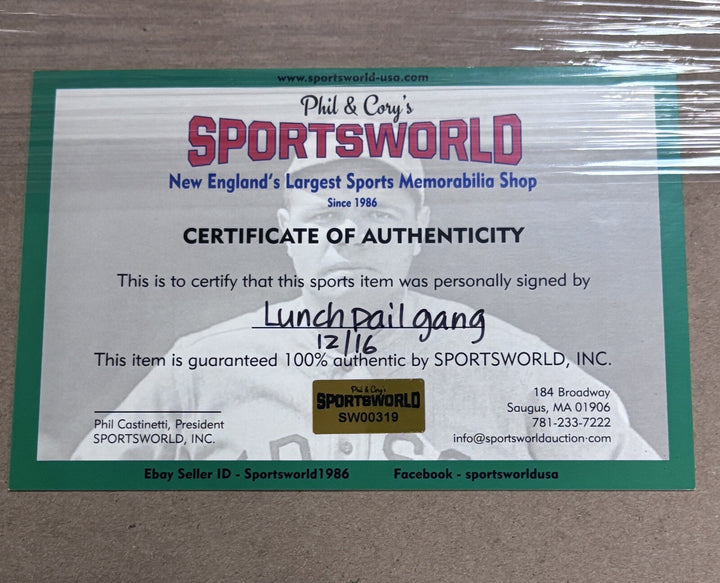 www.sportsworld-usa.com
Phil & Cory's
SPORTSWORLD
New England's Largest Sports Memorabilia Shop
Since 1986
CERTIFICATE OF AUTHENTICITY
This is to certify that this sports item was personally signed by
Lunch pail gang
12/16
This item is guaranteed 100% authentic by SPORTSWORLD, INC.
Phil & Cory's
SPORTSWORLD
SW00319
Phil Castinetti, President
SPORTSWORLD, INC.
184 Broadway
Saugus, MA 01906
781-233-7222
info@sportsworldauction.com
Ebay Seller ID - Sportsworld1986 Facebook - sportsworldusa